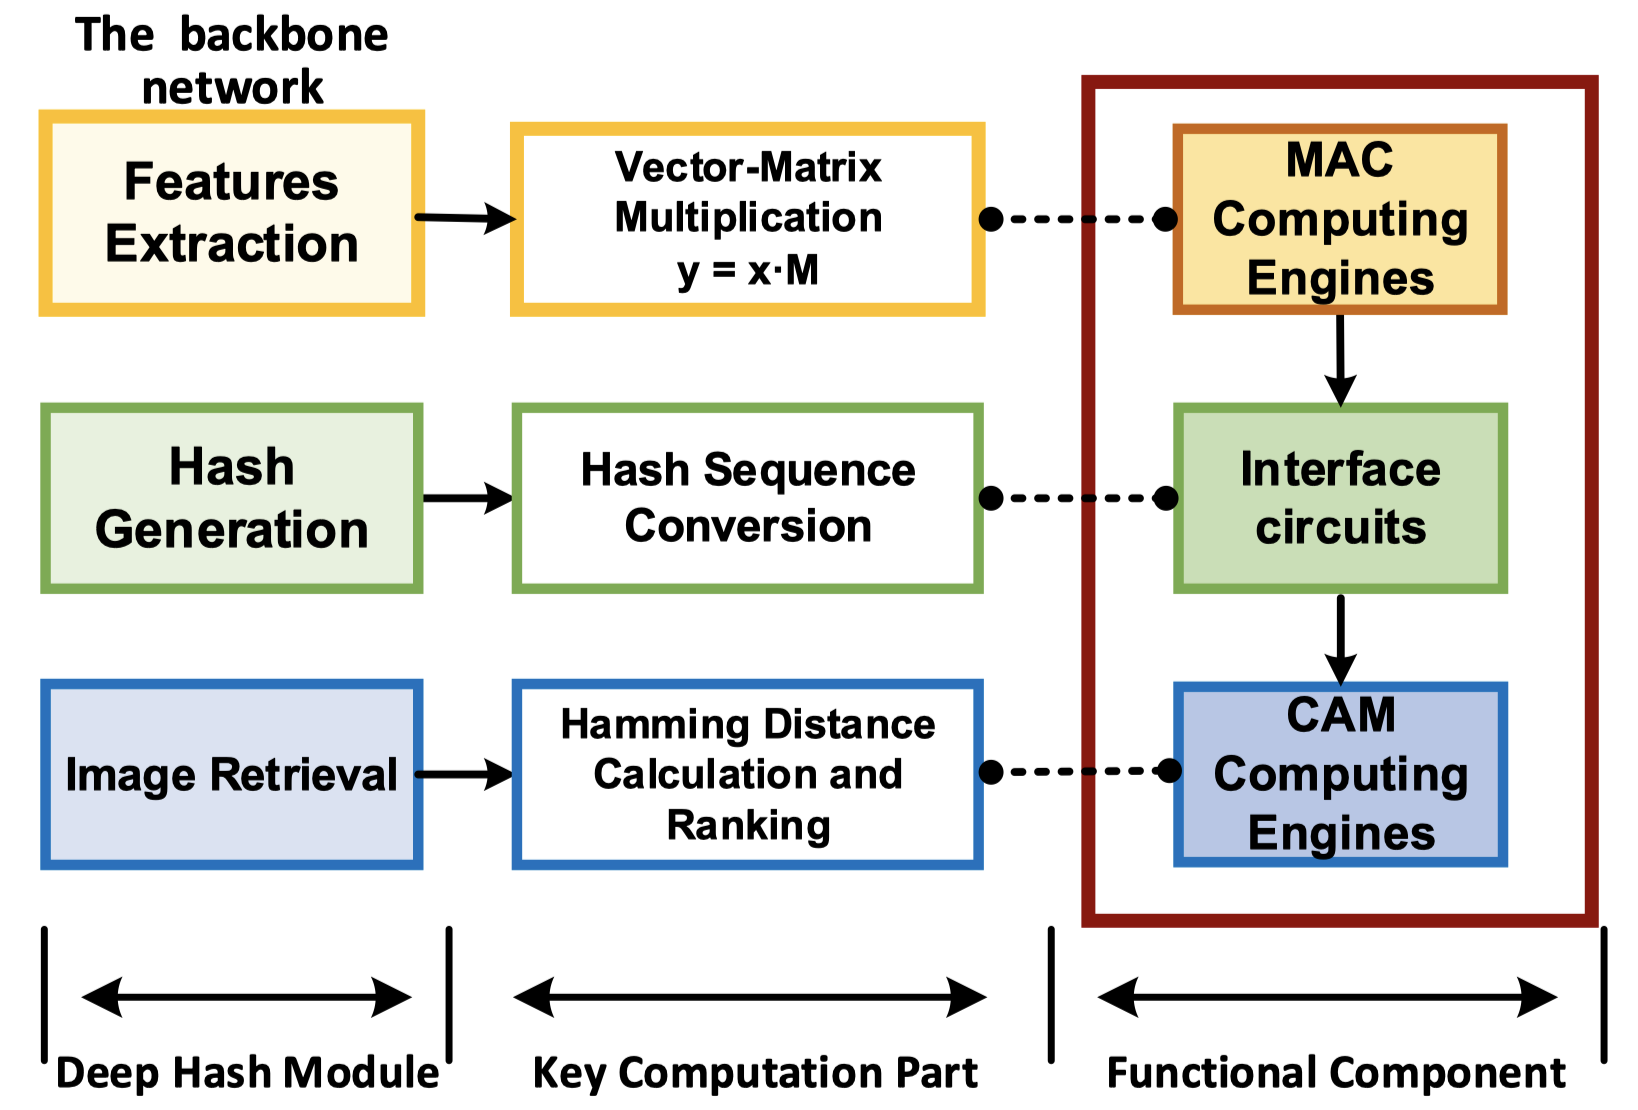 The backbone
network
Features
Extraction
Vector-Matrix
Multiplication
y = x·M
MAC
Computing
Engines
Hash
Generation
Hash Sequence
Conversion
Interface
circuits
Image Retrieval
Hamming Distance
Calculation and
Ranking
CAM
Computing
Engines
Deep Hash Module
Key Computation Part
Functional Component